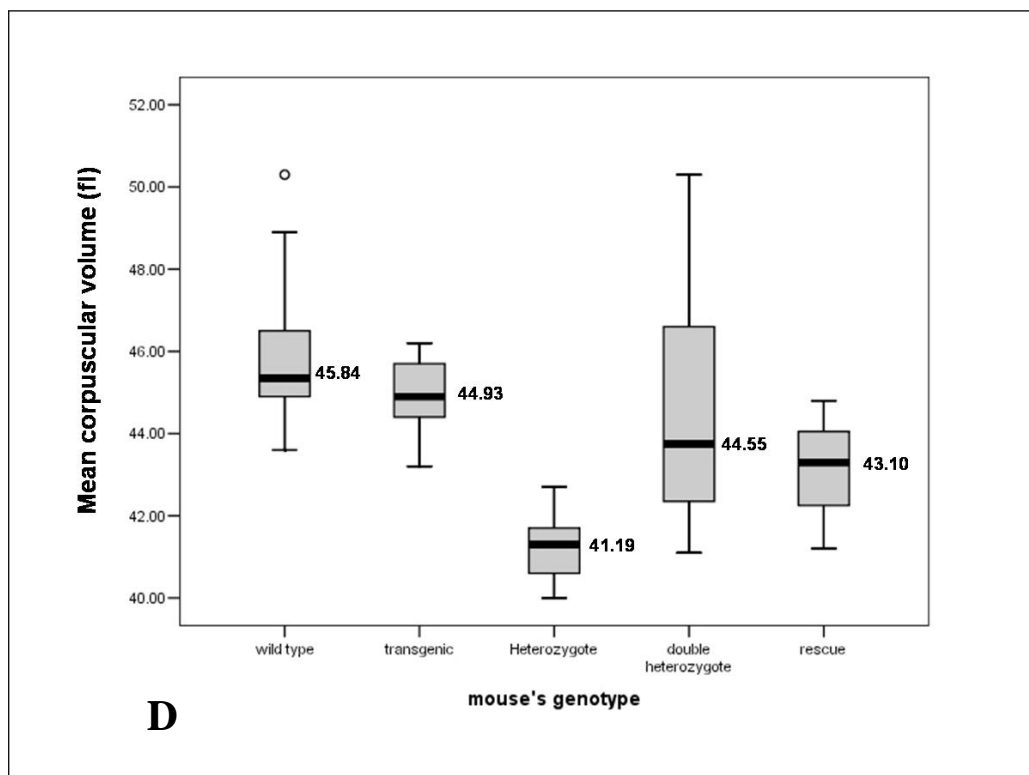 Mean corpuscular volume (fl)
52.00
50.00
48.00
46.00
44.00
42.00
40.00
45.84
44.93
41.19
44.55
43.10
wild type
transgenic
Heterozygote
double
heterozygote
rescue
mouse's genotype
D